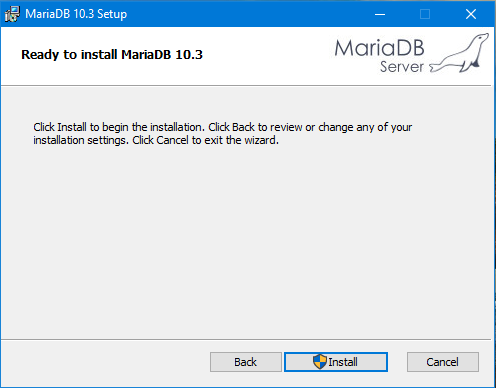 MariaDB 10.3 Setup
Ready to install MariaDB 10.3
MariaDB
Server
Click Install to begin the installation. Click Back to review or change any of your
installation settings. Click Cancel to exit the wizard.
Back
Install
Cancel